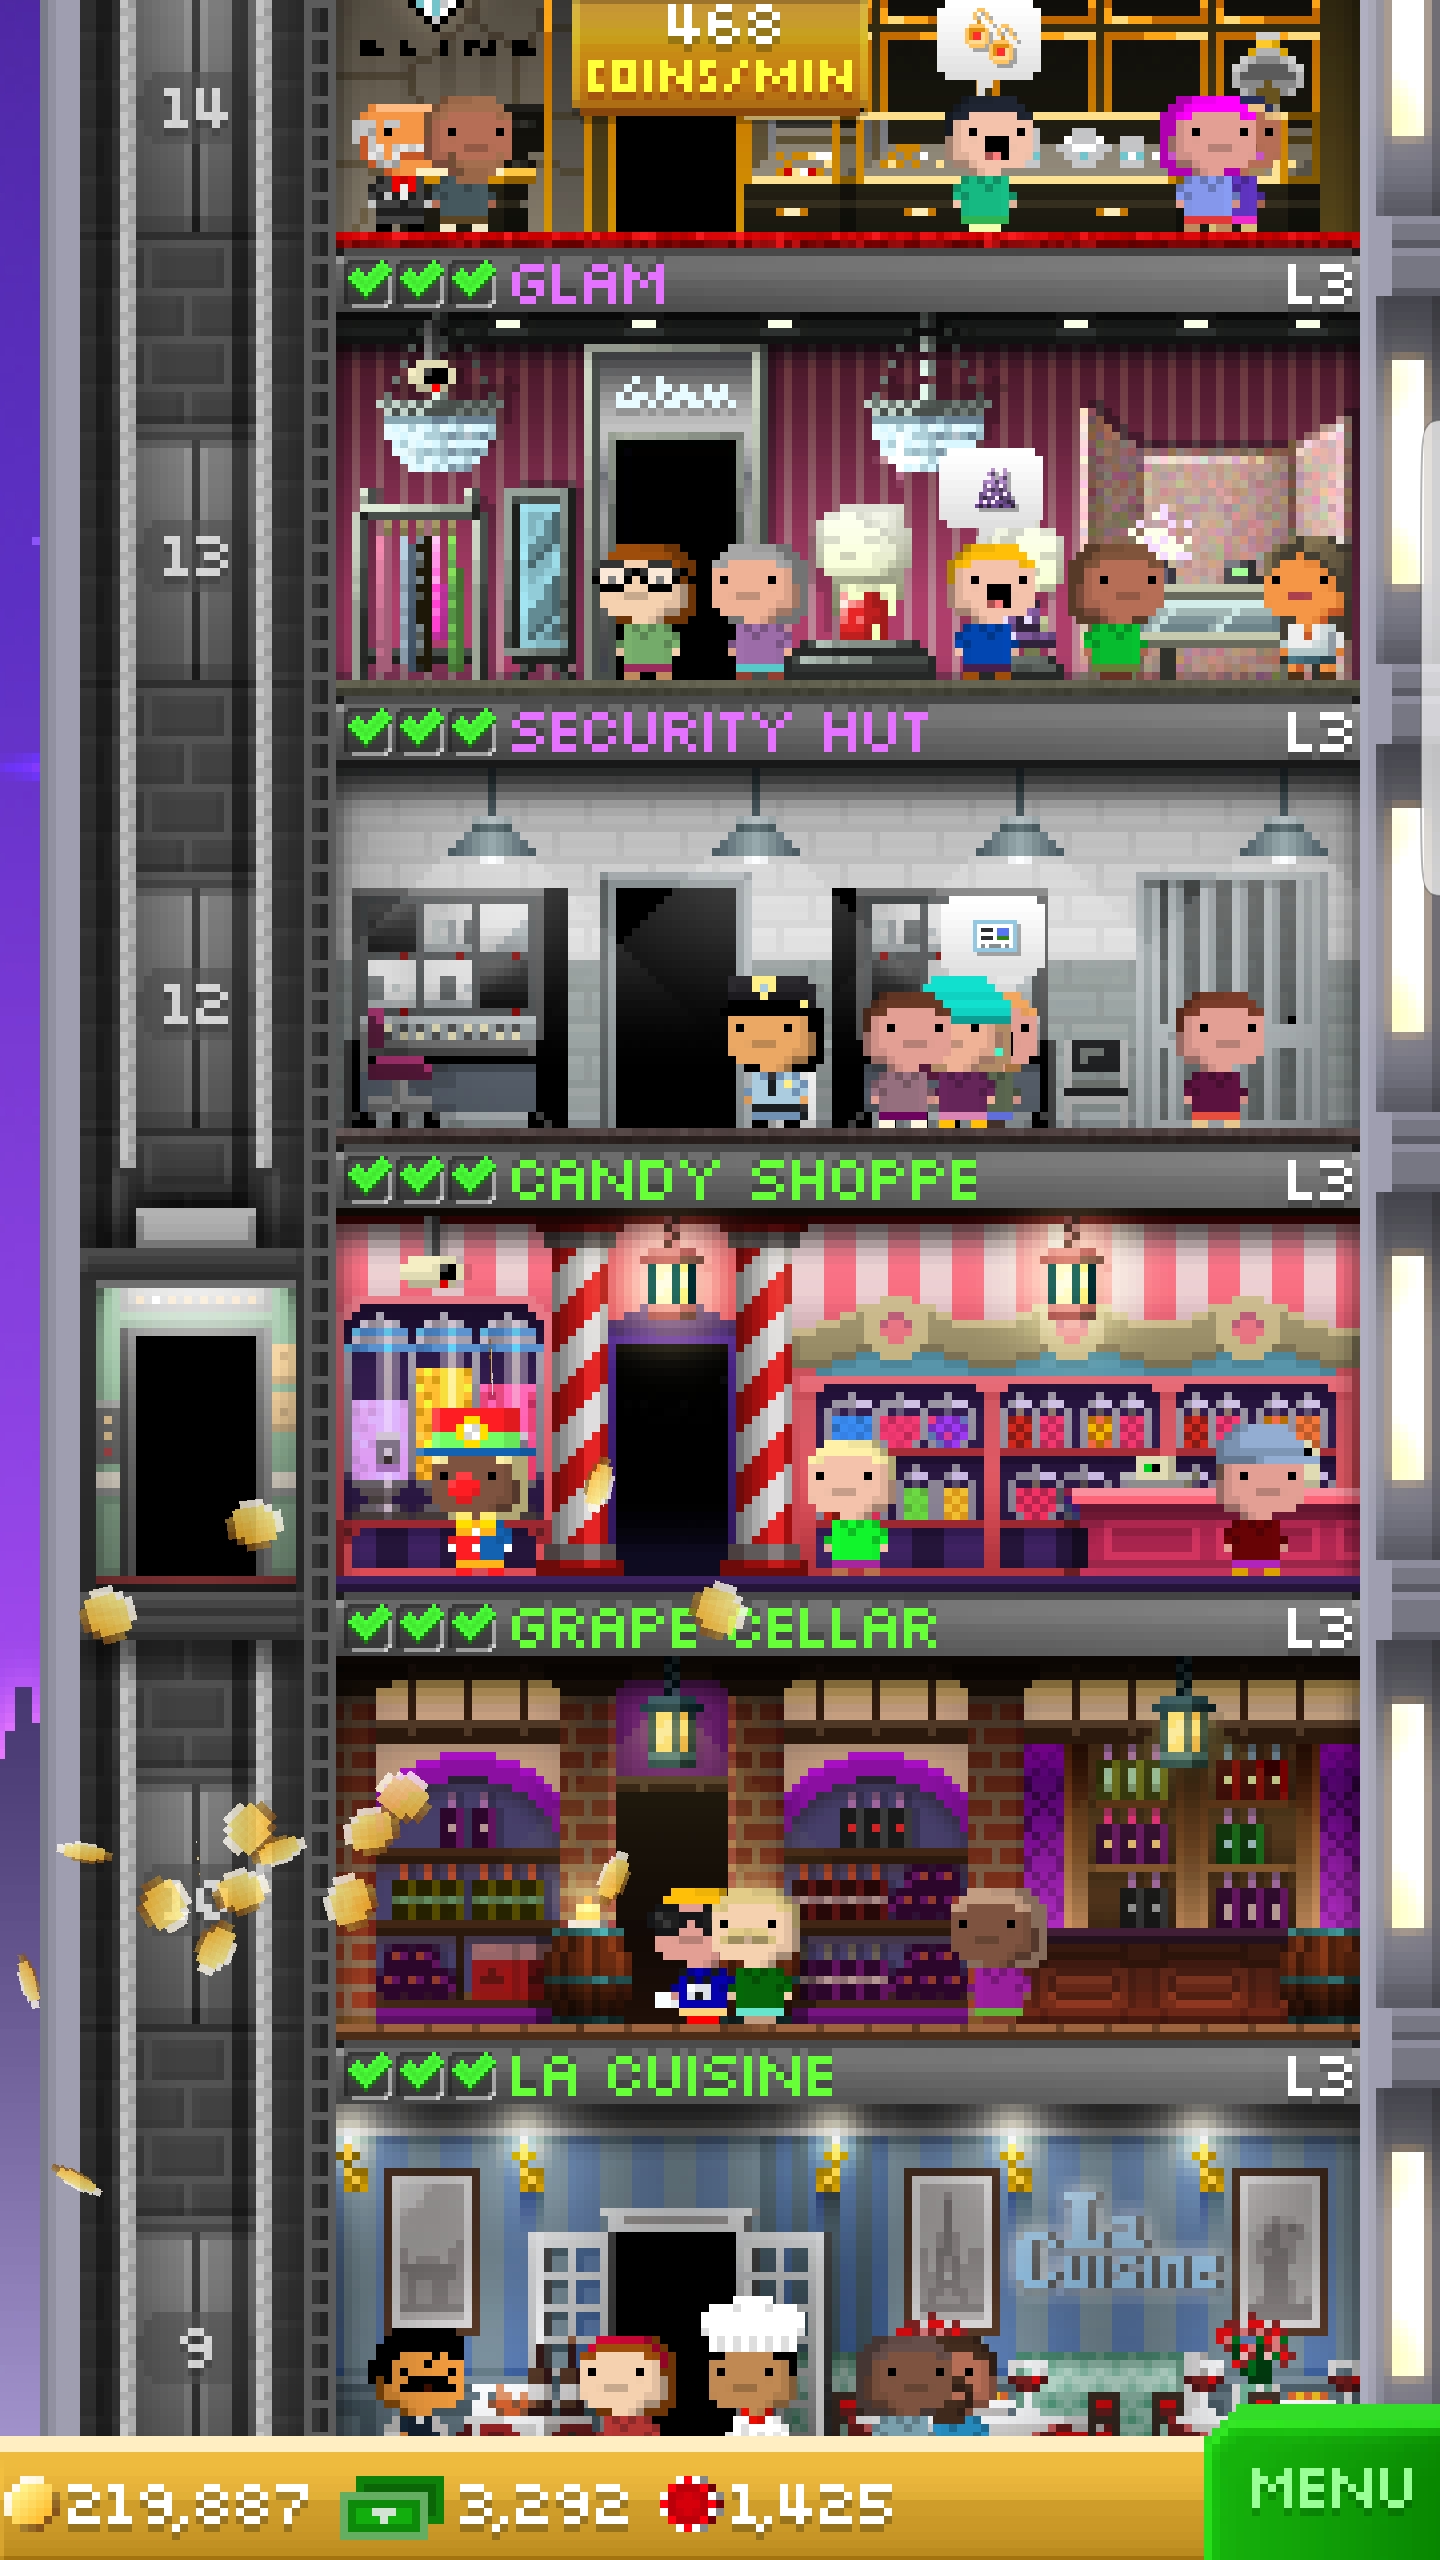 468
COINS/MIN
BLING
14
GLAM L3
Glam
13
SECURITY HUT L3
12
CANDY SHOPPE L3
GRAPE CELLAR L3
LA CUISINE L3
La
Cuisine
9
219,887 3,292 1,425
MENU